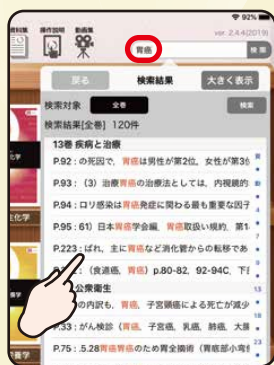 92%
資料集
操作説明
動画集
ver. 2.4.4(2019)
胃癌
検索
戻る
検索結果
大きく表示
検索対象
全巻
検索
検索結果[全巻] 120件
13巻 疾病と治療
P.92 : の死因で、胃癌は男性が第2位、女性が第3位
P.93 : (3) 治療胃癌の治療法としては、内視鏡的
P.94 : ロリ感染は胃癌発症に関わる最も重要な因子
P.95 : 61) 日本胃癌学会編、胃癌取扱い規約、第1
P.223 : ばれ、主に胃癌など消化管からの転移であ
(食道癌、胃癌) p.80-82、92-94C、下
公衆衛生
の内訳も、胃癌、子宮頸癌による死亡が減少
P.33 : がん検診 (胃癌、子宮癌、乳癌、肺癌、大腸
P.75 : .5.28胃癌胃癌のため胃全摘術 (胃底部小弯
化学
生化学
養学
栄養学